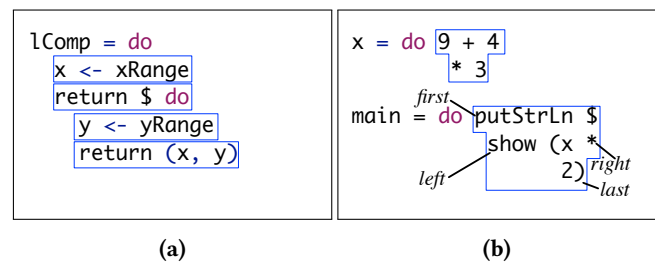 lComp = do
x <- xRange
return $ do
y <- yRange
return (x, y)
(a)
x = do 9 + 4
* 3
first
main = do putStrLn $
show (x *
right
left
2)
last
(b)